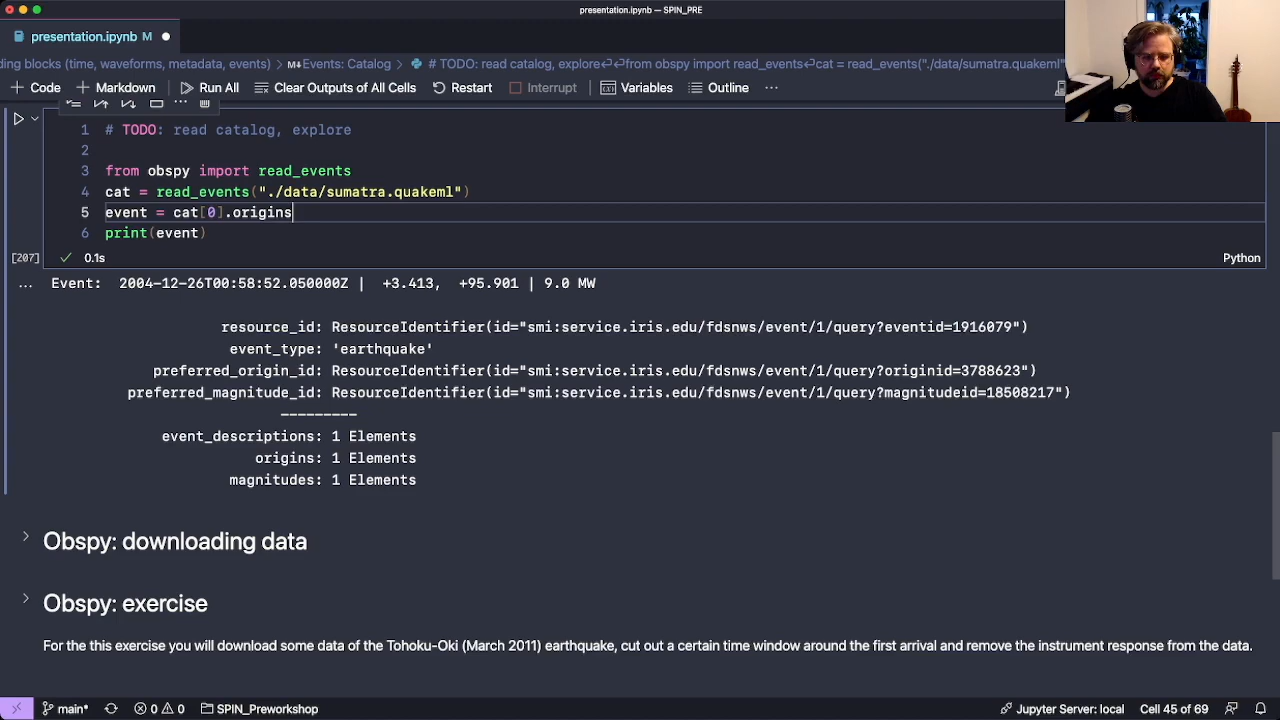 presentation.ipynb — SPIN_PRE
presentation.ipynb M
ding blocks (time, waveforms, metadata, events) > M↓Events: Catalog > # TODO: read catalog, explore↵↵from obspy import read_events↵cat = read_events("./data/sumatra.quakeml"
+ Code + Markdown Run All Clear Outputs of All Cells Restart Interrupt Variables Outline
1 # TODO: read catalog, explore
2
3 from obspy import read_events
4 cat = read_events("./data/sumatra.quakeml")
5 event = cat[0].origins
6 print(event)
[207] ✓ 0.1s Python
... Event: 2004-12-26T00:58:52.050000Z | +3.413, +95.901 | 9.0 MW
resource_id: ResourceIdentifier(id="smi:service.iris.edu/fdsnws/event/1/query?eventid=1916079")
event_type: 'earthquake'
preferred_origin_id: ResourceIdentifier(id="smi:service.iris.edu/fdsnws/event/1/query?originid=3788623")
preferred_magnitude_id: ResourceIdentifier(id="smi:service.iris.edu/fdsnws/event/1/query?magnitudeid=18508217")
---------
event_descriptions: 1 Elements
origins: 1 Elements
magnitudes: 1 Elements
Obspy: downloading data
Obspy: exercise
For the this exercise you will download some data of the Tohoku-Oki (March 2011) earthquake, cut out a certain time window around the first arrival and remove the instrument response from the data.
main* 0 0 SPIN_Preworkshop Jupyter Server: local Cell 45 of 69